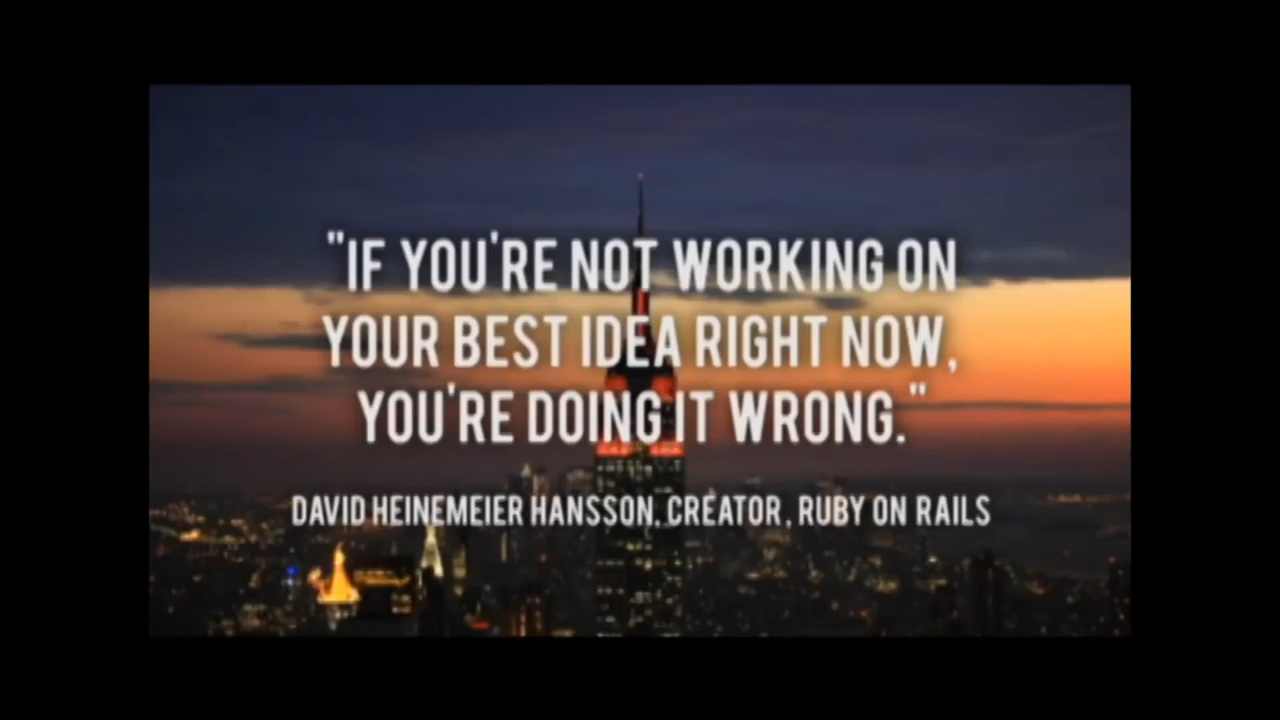 "IF YOU'RE NOT WORKING ON
YOUR BEST IDEA RIGHT NOW,
YOU'RE DOING IT WRONG."
DAVID HEINEMEIER HANSSON, CREATOR, RUBY ON RAILS